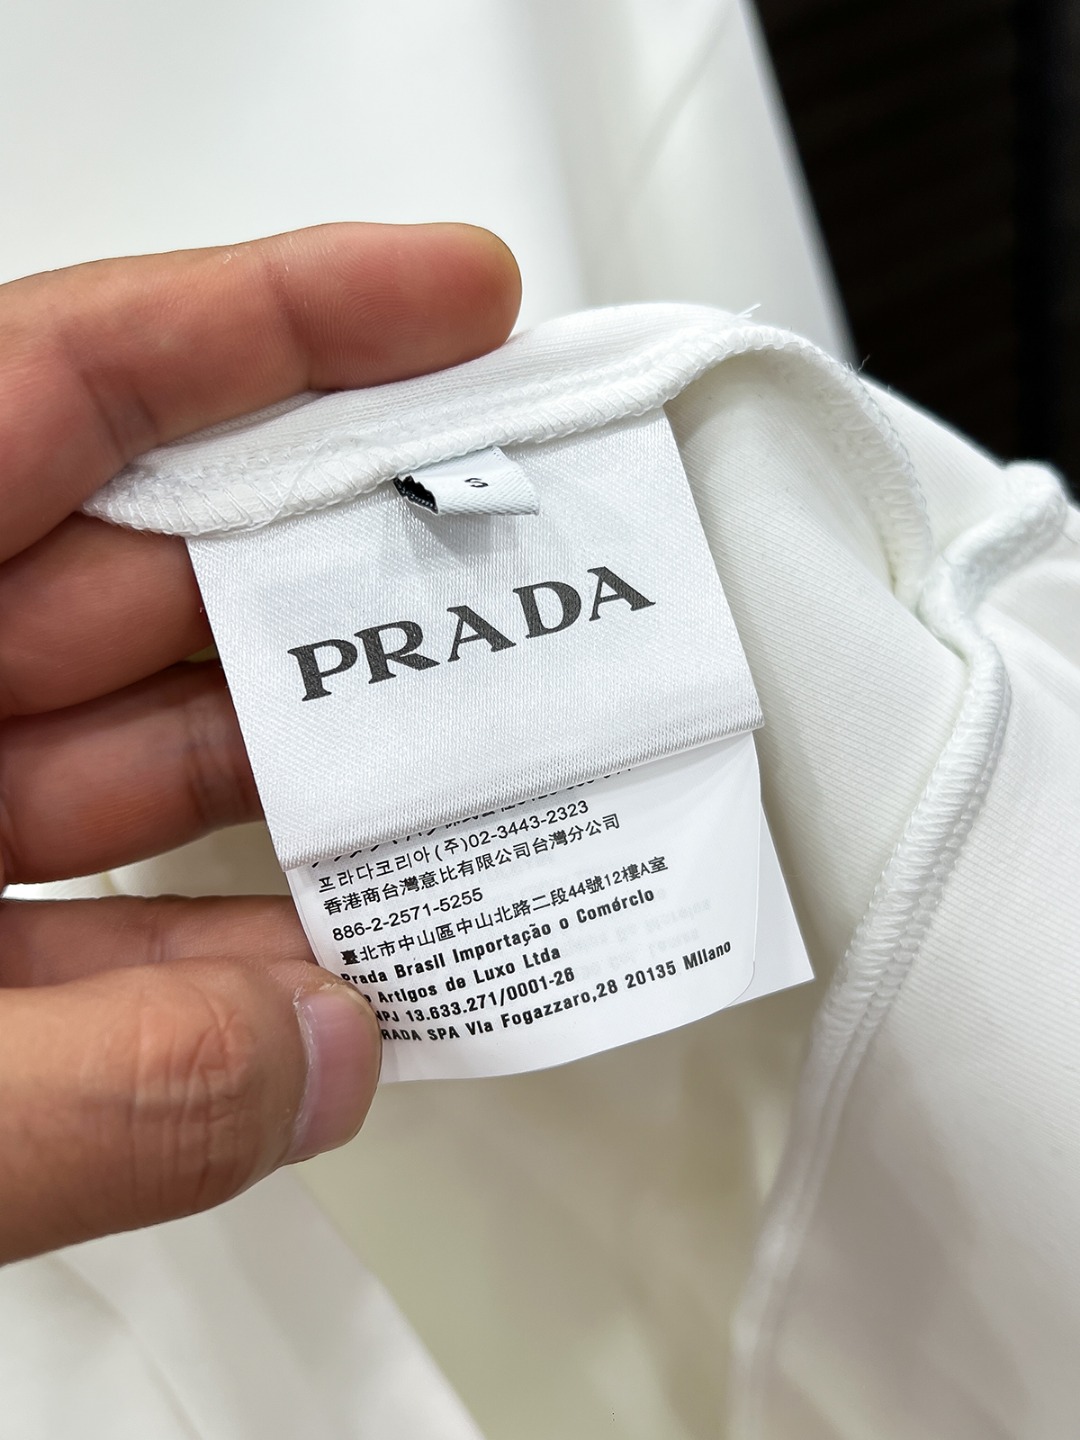 S
PRADA
프라다코리아 (주)02-3443-2323
香港商台灣意比有限公司台灣分公司
886-2-2571-5255
臺北市中山區中山北路二段44號12樓A室
Prada Brasil Importação o Comércio
Artigos de Luxo Ltda
NPJ 13.633.271/0001-26
RADA SPA Via Fogazzaro,28 20135 Milano